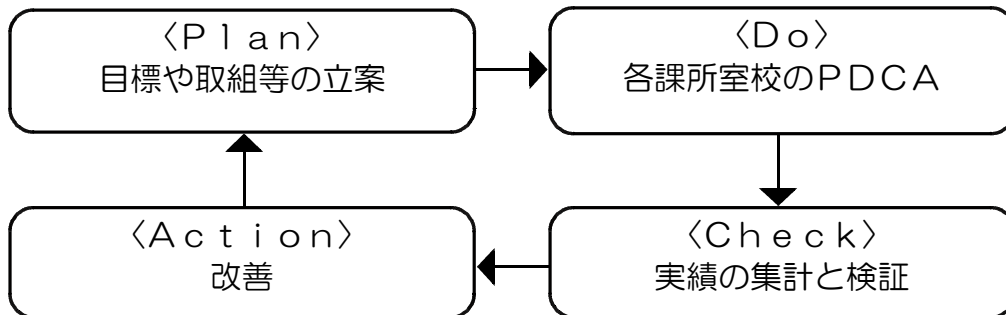 〈Ｐｌａｎ〉
目標や取組等の立案
〈Ｄｏ〉
各課所室校のＰＤＣＡ
〈Ａｃｔｉｏｎ〉
改善
〈Ｃｈｅｃｋ〉
実績の集計と検証